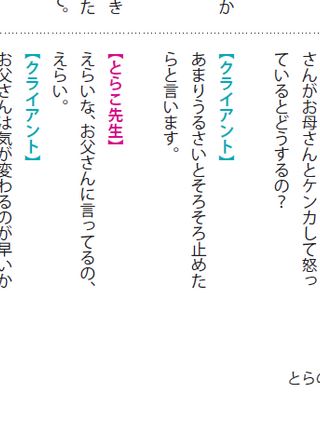 さんがお母さんとケンカして怒っ
ているとどうするの？
【クライアント】
あまりうるさいとそろそろ止めた
らと言います。
【とらこ先生】
えらいな、お父さんに言ってるの、
えらい。
【クライアント】
お父さんは気が変わるのが早いか
か
き
た
て。
とらの